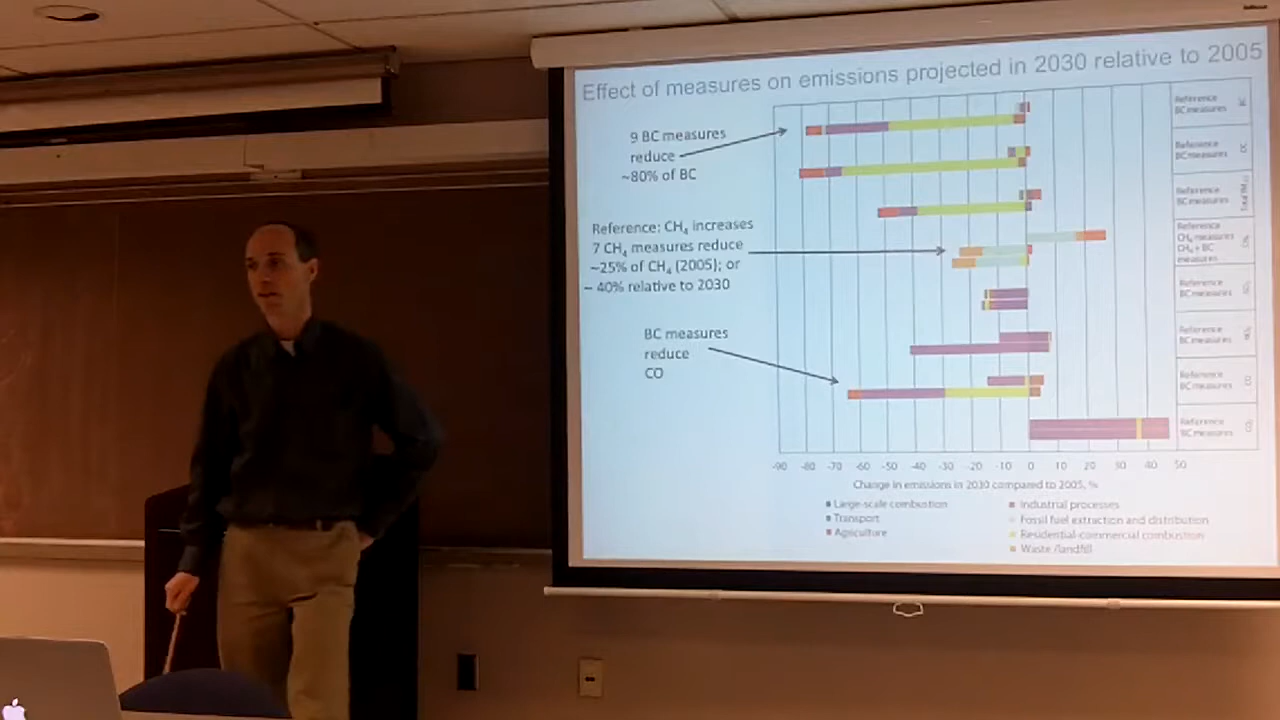 Effect of measures on emissions projected in 2030 relative to 2005
9 BC measures
reduce
~80% of BC
Reference: CH₄ increases
7 CH₄ measures reduce
~25% of CH₄ (2005); or
~ 40% relative to 2030
BC measures
reduce
CO
Reference
BC measures
Reference
BC measures
Reference
BC measures
Reference
CH₄ measures
CH₄ + BC
measures
Reference
BC measures
Reference
BC measures
Reference
BC measures
Reference
BC measures
-90 -80 -70 -60 -50 -40 -30 -20 -10 0 10 20 30 40 50
Change in emissions in 2030 compared to 2005, %
Large-scale combustion
Transport
Agriculture
Industrial processes
Fossil fuel extraction and distribution
Residential-commercial combustion
Waste /landfill